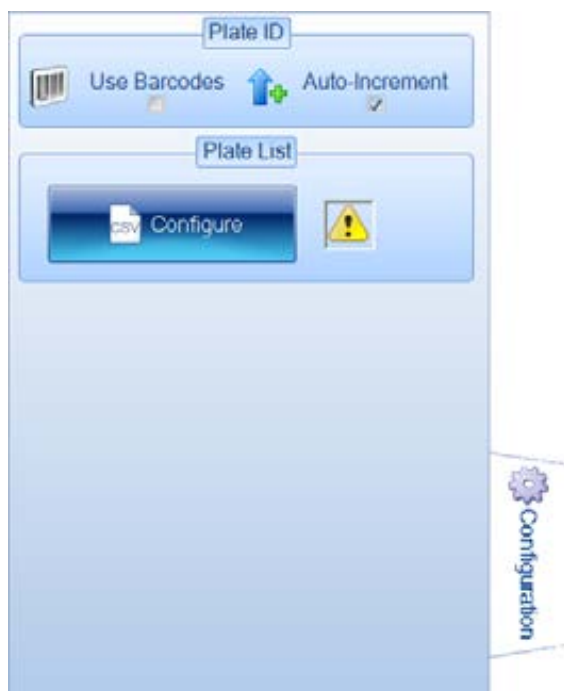 Plate ID
Use Barcodes
Auto-Increment
Plate List
CSV
Configure
Configuration